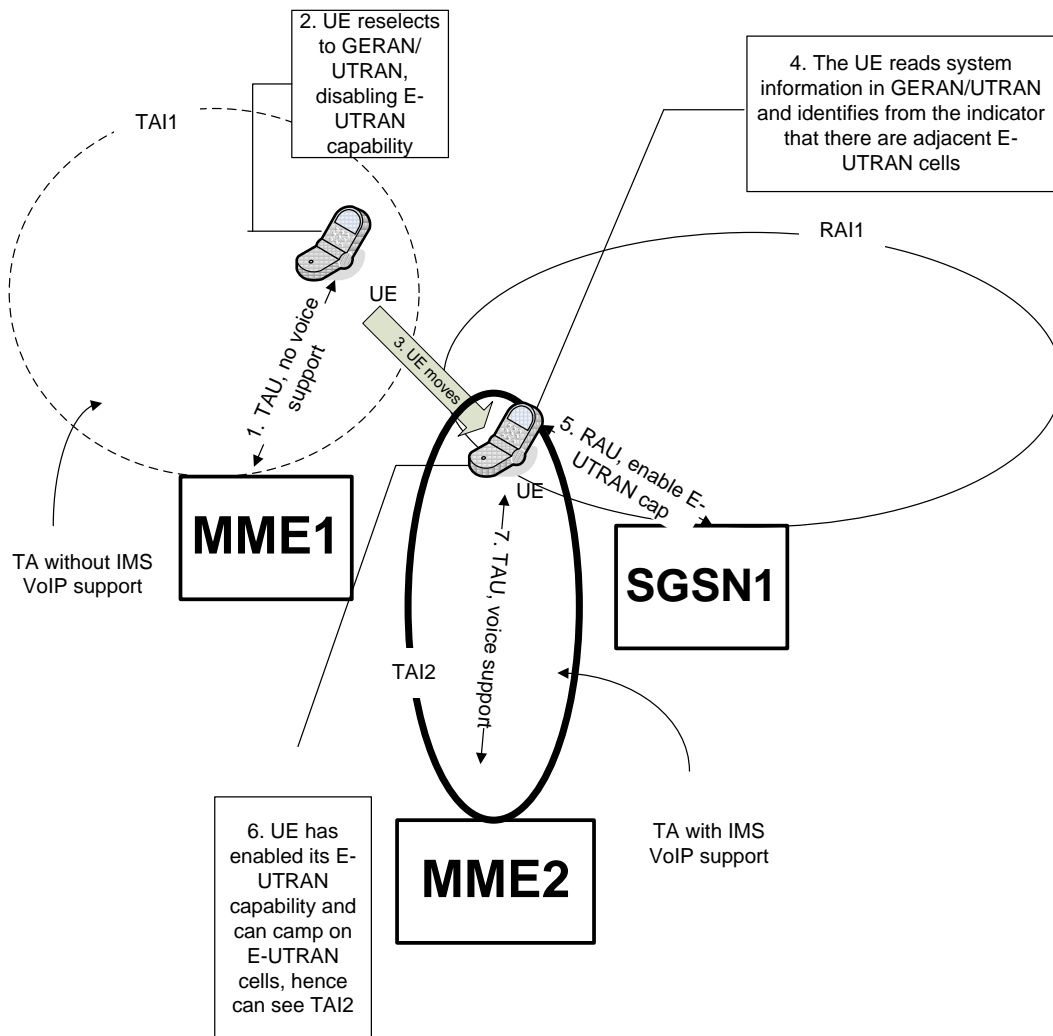 2. UE reselects
to GERAN/
UTRAN,
disabling E-
UTRAN
capability
4. The UE reads system
information in GERAN/UTRAN
and identifies from the indicator
that there are adjacent E-
UTRAN cells
TAI1
RAI1
UE
1. TAU, no voice
support
3. UE moves
5. RAU, enable E-
UTRAN cap
UE
MME1
TA without IMS
VoIP support
SGSN1
7. TAU, voice support
TAI2
6. UE has
enabled its E-
UTRAN
capability and
can camp on
E-UTRAN
cells, hence
can see TAI2
MME2
TA with IMS
VoIP support